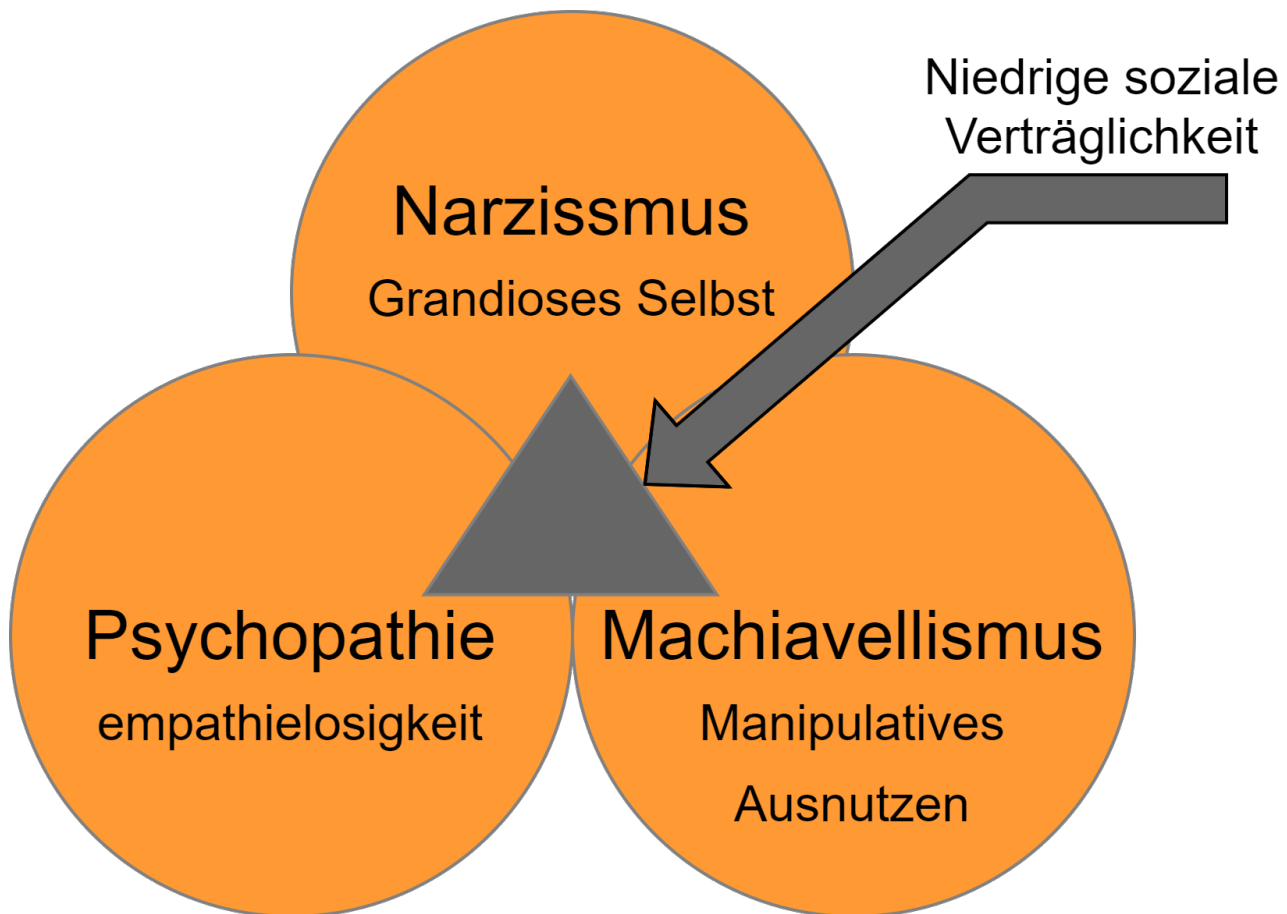 Niedrige soziale
Verträglichkeit
Narzissmus
Grandioses Selbst
Psychopathie
empathielosigkeit
Machiavellismus
Manipulatives
Ausnutzen